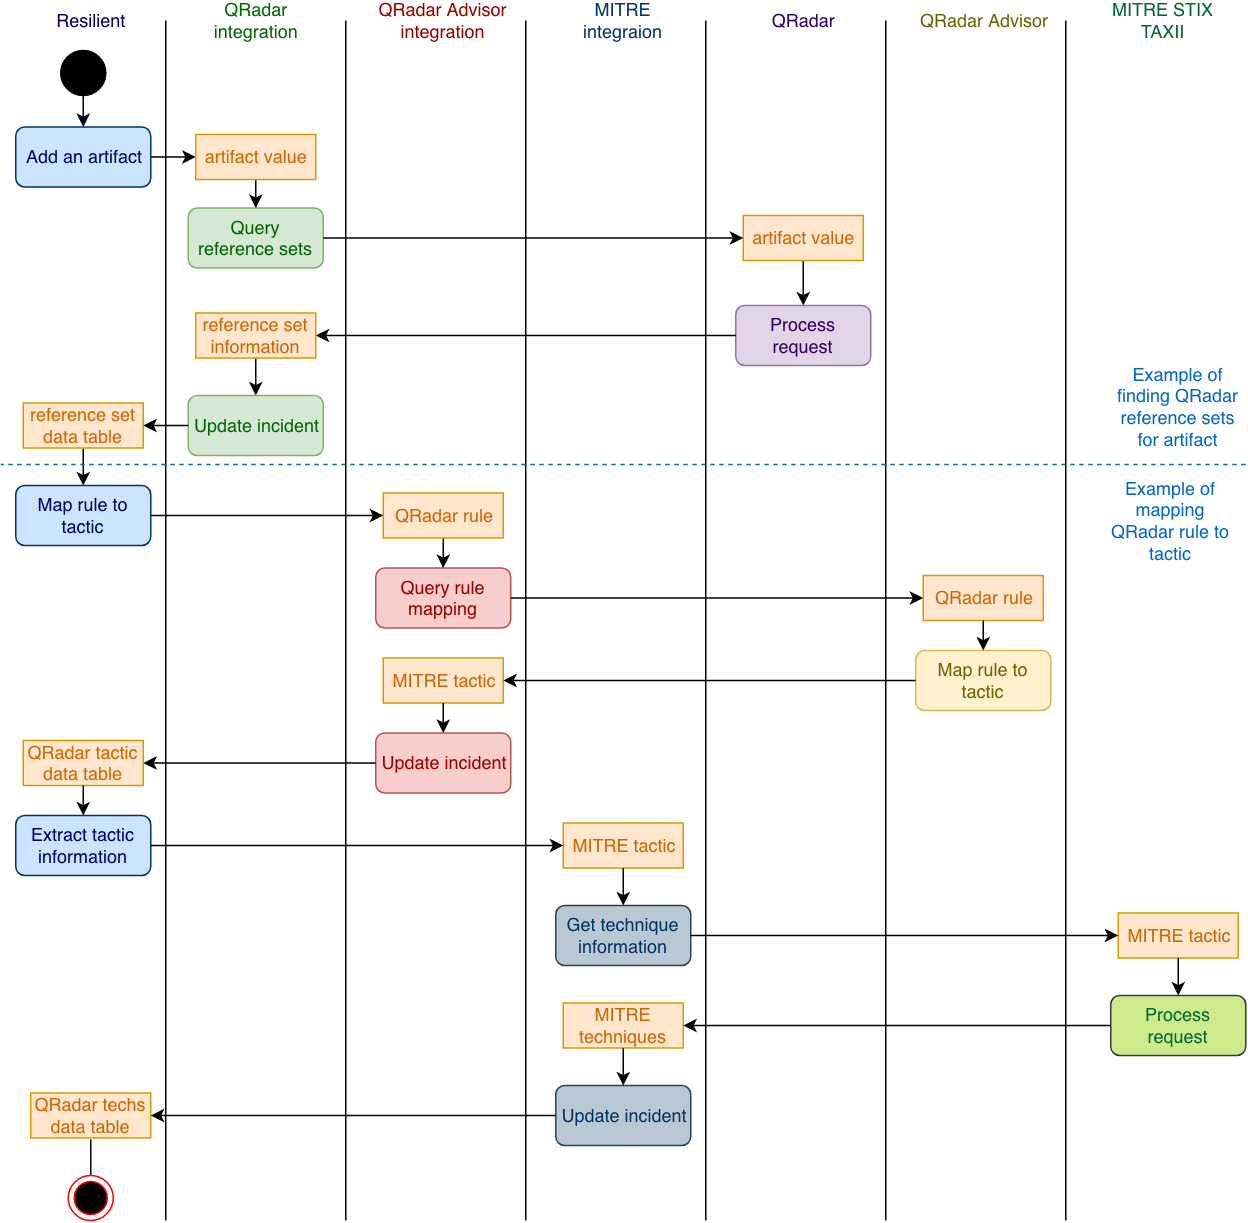 Resilient
QRadar
integration
QRadar Advisor
integration
MITRE
integraion
QRadar
QRadar Advisor
MITRE STIX
TAXII
Add an artifact
artifact value
Query
reference sets
artifact value
Process
request
reference set
information
Update incident
reference set
data table
Example of
finding QRadar
reference sets
for artifact
Example of
mapping
QRadar rule to
tactic
Map rule to
tactic
QRadar rule
Query rule
mapping
QRadar rule
Map rule to
tactic
MITRE tactic
Update incident
QRadar tactic
data table
Extract tactic
information
MITRE tactic
Get technique
information
MITRE tactic
Process
request
MITRE
techniques
Update incident
QRadar techs
data table